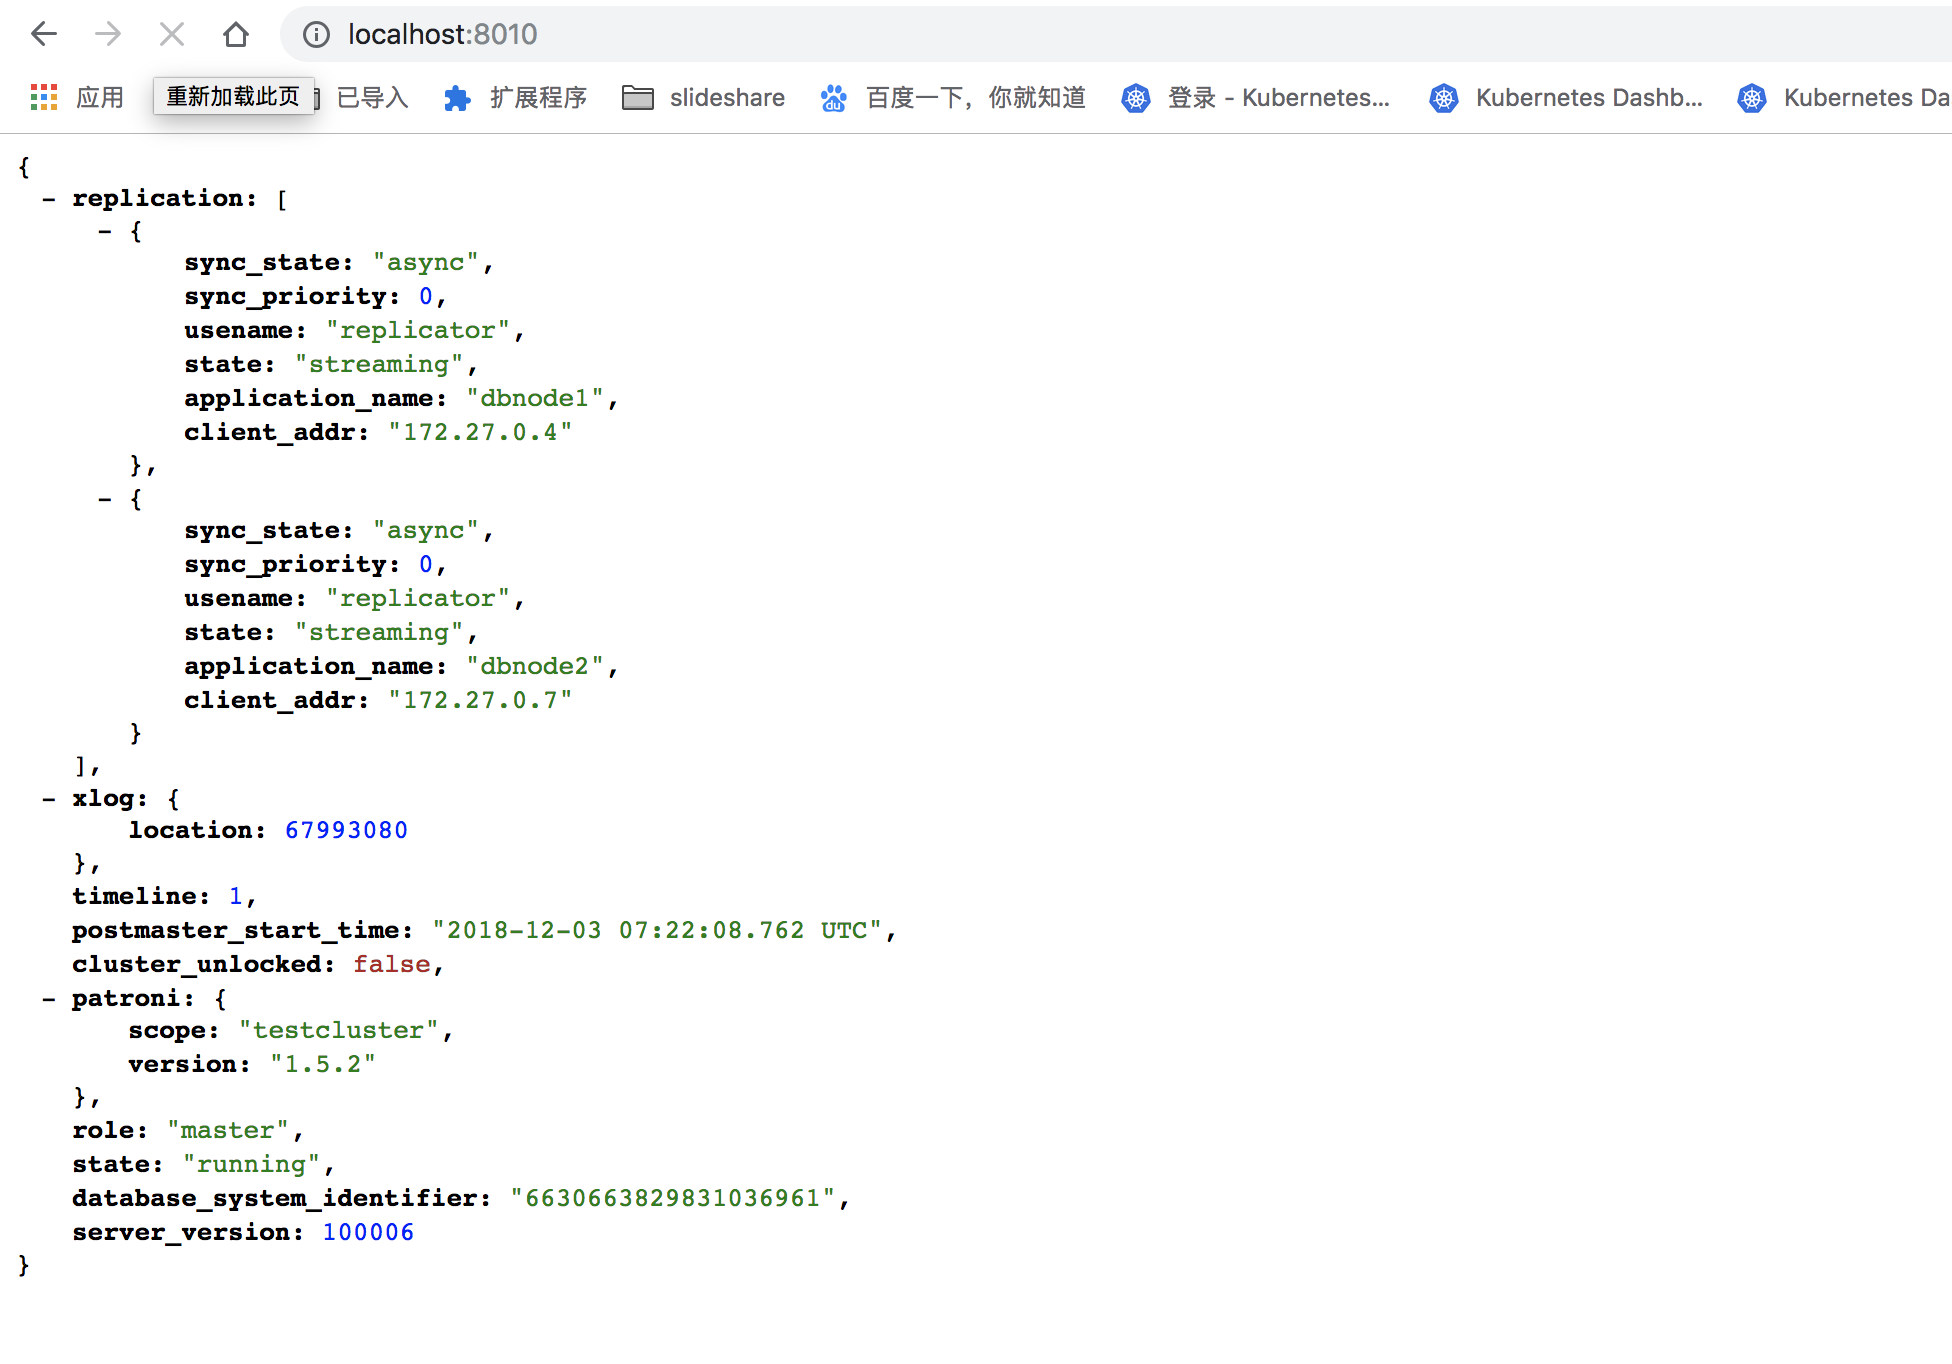 localhost:8010
应用 重新加载此页 已导入 扩展程序 slideshare 百度一下，你就知道 登录 - Kubernetes... Kubernetes Dashb... Kubernetes Da
{
- replication: [
- {
sync_state: "async",
sync_priority: 0,
usename: "replicator",
state: "streaming",
application_name: "dbnode1",
client_addr: "172.27.0.4"
},
- {
sync_state: "async",
sync_priority: 0,
usename: "replicator",
state: "streaming",
application_name: "dbnode2",
client_addr: "172.27.0.7"
}
],
- xlog: {
location: 67993080
},
timeline: 1,
postmaster_start_time: "2018-12-03 07:22:08.762 UTC",
cluster_unlocked: false,
- patroni: {
scope: "testcluster",
version: "1.5.2"
},
role: "master",
state: "running",
database_system_identifier: "6630663829831036961",
server_version: 100006
}